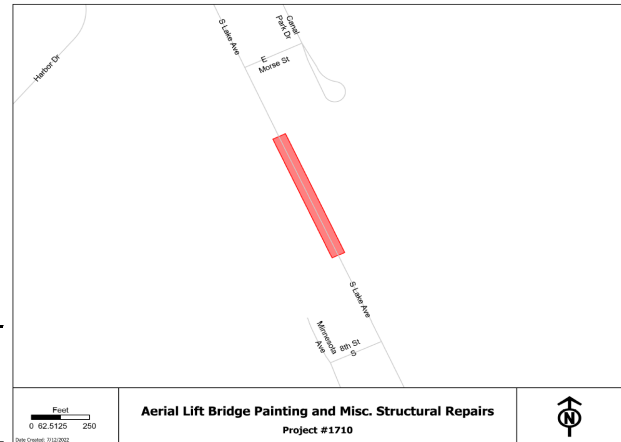 Harbor Dr
S Lake Ave
Canal
Park Dr
E
Morse St
S Lake Ave
Minnesota
Ave
8th St
S
Feet
0 62.5125 250
Date Created: 7/12/2022
Aerial Lift Bridge Painting and Misc. Structural Repairs
Project #1710
N